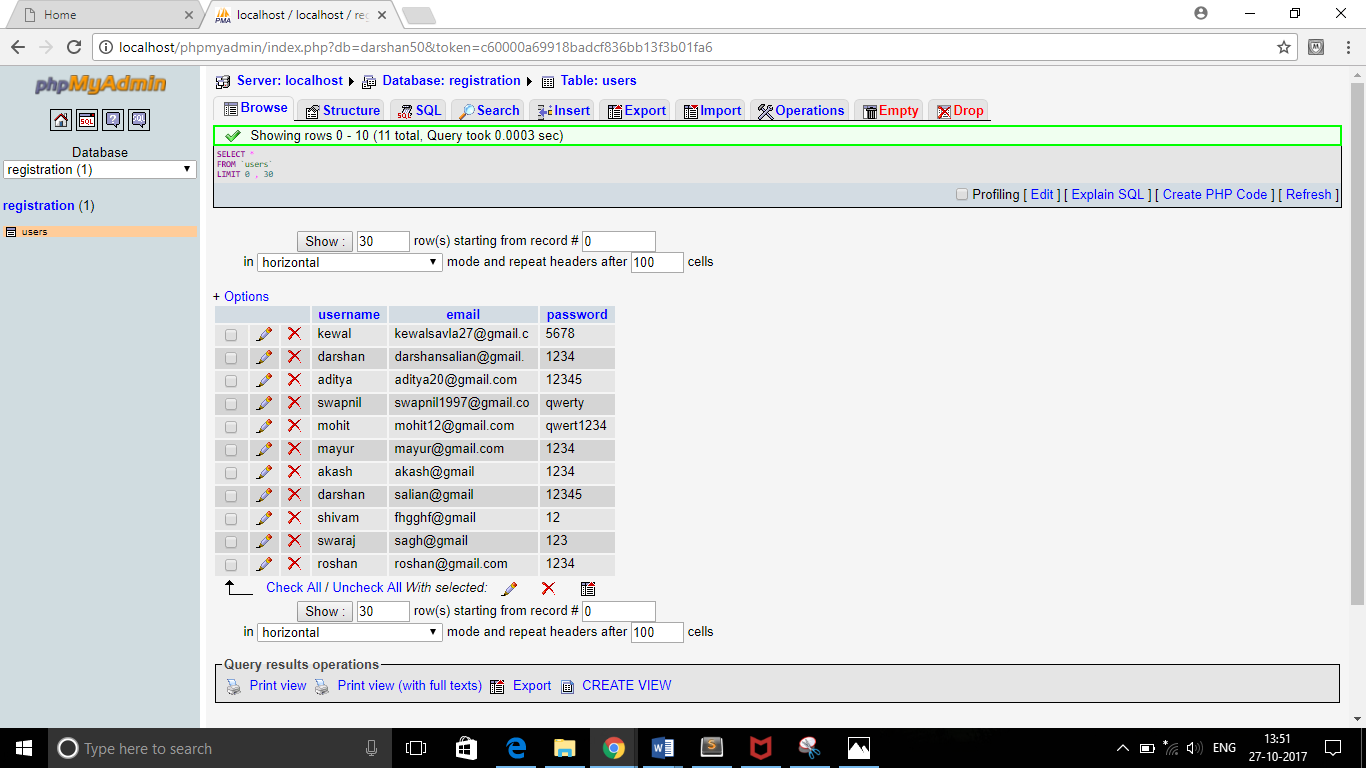 Home
localhost / localhost / reg
localhost/phpmyadmin/index.php?db=darshan50&token=c60000a69918badcf836bb13f3b01fa6
phpMyAdmin
SQL
Database
registration (1)
registration (1)
users
Server: localhost Database: registration Table: users
Browse Structure SQL Search Insert Export Import Operations Empty Drop
Showing rows 0 - 10 (11 total, Query took 0.0003 sec)
SELECT *
FROM `users`
LIMIT 0 , 30
Profiling [ Edit ] [ Explain SQL ] [ Create PHP Code ] [ Refresh ]
Show : 30 row(s) starting from record # 0
in horizontal mode and repeat headers after 100 cells
+ Options
username email password
kewal kewalsavla27@gmail.c 5678
darshan darshansalian@gmail. 1234
aditya aditya20@gmail.com 12345
swapnil swapnil1997@gmail.co qwerty
mohit mohit12@gmail.com qwert1234
mayur mayur@gmail.com 1234
akash akash@gmail 1234
darshan salian@gmail 12345
shivam fhgghf@gmail 12
swaraj sagh@gmail 123
roshan roshan@gmail.com 1234
Check All / Uncheck All With selected:
Show : 30 row(s) starting from record # 0
in horizontal mode and repeat headers after 100 cells
Query results operations
Print view Print view (with full texts) Export CREATE VIEW
Type here to search
ENG
13:51
27-10-2017